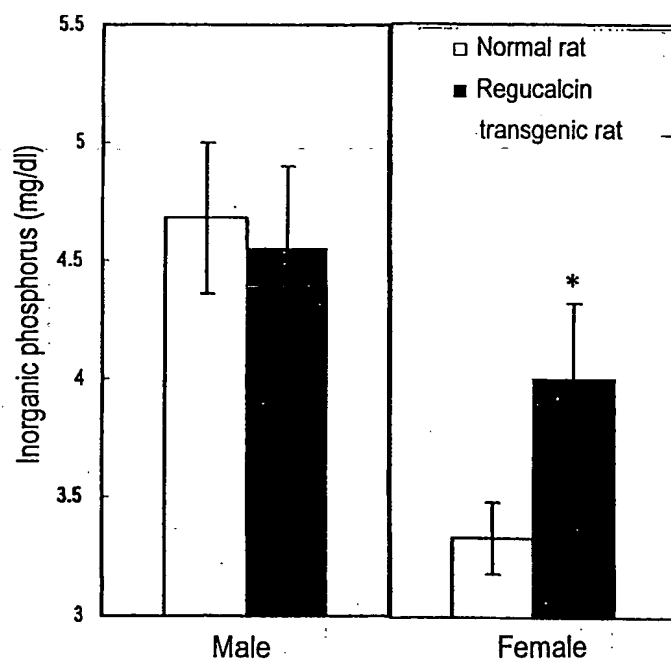 5.5
5
4.5
4
3.5
3
Inorganic phosphorus (mg/dl)
Normal rat
Regucalcin
transgenic rat
*
Male
Female